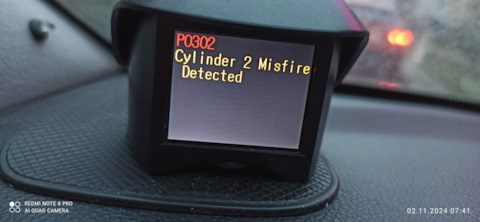 P0302
Cylinder 2 Misfire
Detected
REDMI NOTE 8 PRO
AI QUAD CAMERA
02.11.2024 07:41